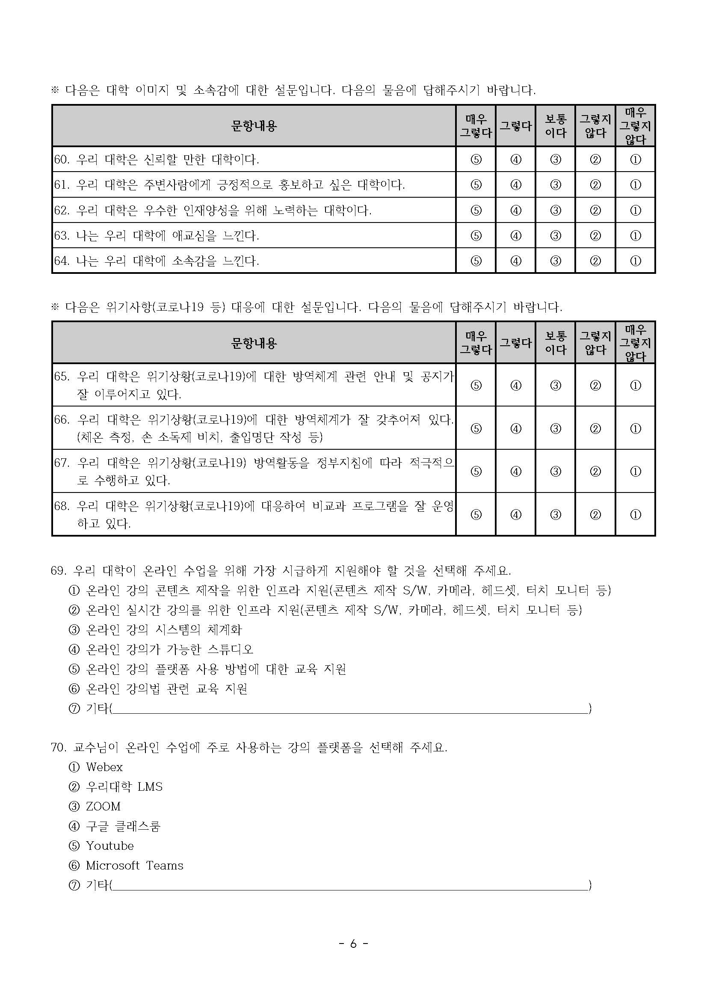 ※ 다음은 대학 이미지 및 소속감에 대한 설문입니다. 다음의 물음에 답해주시기 바랍니다.
문항내용 매우 그렇다 그렇다 보통 이다 그렇지 않다 매우 그렇지 않다
60. 우리 대학은 신뢰할 만한 대학이다. ⑤ ④ ③ ② ①
61. 우리 대학은 주변사람에게 긍정적으로 홍보하고 싶은 대학이다. ⑤ ④ ③ ② ①
62. 우리 대학은 우수한 인재양성을 위해 노력하는 대학이다. ⑤ ④ ③ ② ①
63. 나는 우리 대학에 애교심을 느낀다. ⑤ ④ ③ ② ①
64. 나는 우리 대학에 소속감을 느낀다. ⑤ ④ ③ ② ①
※ 다음은 위기사항(코로나19 등) 대응에 대한 설문입니다. 다음의 물음에 답해주시기 바랍니다.
문항내용 매우 그렇다 그렇다 보통 이다 그렇지 않다 매우 그렇지 않다
65. 우리 대학은 위기상황(코로나19)에 대한 방역체계 관련 안내 및 공지가
잘 이루어지고 있다. ⑤ ④ ③ ② ①
66. 우리 대학은 위기상황(코로나19)에 대한 방역체계가 잘 갖추어져 있다.
(체온 측정, 손 소독제 비치, 출입명단 작성 등) ⑤ ④ ③ ② ①
67. 우리 대학은 위기상황(코로나19) 방역활동을 정부지침에 따라 적극적으
로 수행하고 있다. ⑤ ④ ③ ② ①
68. 우리 대학은 위기상황(코로나19)에 대응하여 비교과 프로그램을 잘 운영
하고 있다. ⑤ ④ ③ ② ①
69. 우리 대학이 온라인 수업을 위해 가장 시급하게 지원해야 할 것을 선택해 주세요.
① 온라인 강의 콘텐츠 제작을 위한 인프라 지원(콘텐츠 제작 S/W, 카메라, 헤드셋, 터치 모니터 등)
② 온라인 실시간 강의를 위한 인프라 지원(콘텐츠 제작 S/W, 카메라, 헤드셋, 터치 모니터 등)
③ 온라인 강의 시스템의 체계화
④ 온라인 강의가 가능한 스튜디오
⑤ 온라인 강의 플랫폼 사용 방법에 대한 교육 지원
⑥ 온라인 강의법 관련 교육 지원
⑦ 기타(                    )
70. 교수님이 온라인 수업에 주로 사용하는 강의 플랫폼을 선택해 주세요.
① Webex
② 우리대학 LMS
③ ZOOM
④ 구글 클래스룸
⑤ Youtube
⑥ Microsoft Teams
⑦ 기타(                    )
- 6 -